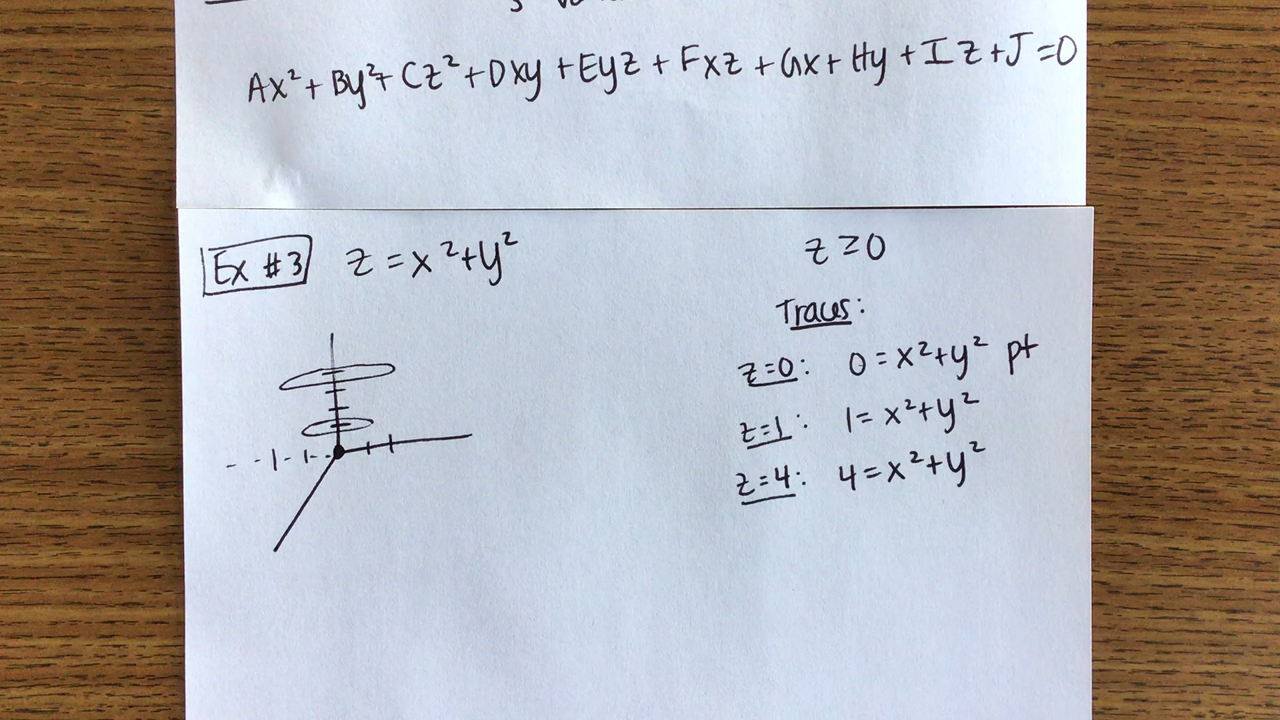 Ax²+By²+Cz²+Dxy+Eyz+Fxz+Gx+Hy+Iz+J=0
Ex #3 z=x²+y²
z≥0
Traces:
z=0: 0=x²+y² pt
z=1: 1=x²+y²
z=4: 4=x²+y²